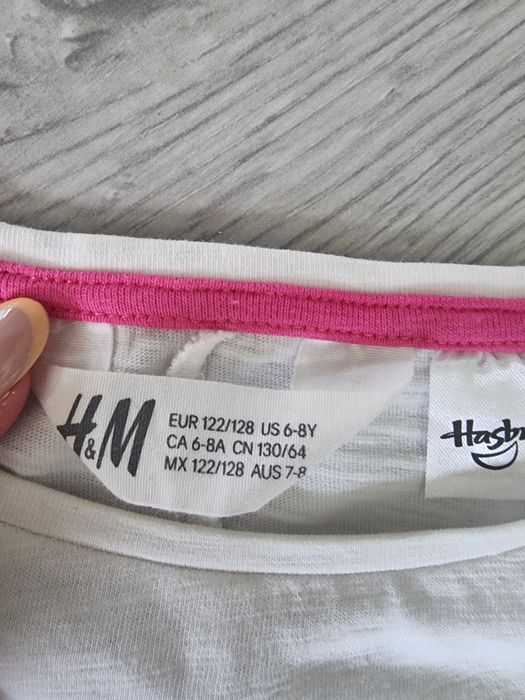 H&M
EUR 122/128 US 6-8Y
CA 6-8A CN 130/64
MX 122/128 AUS 7-8